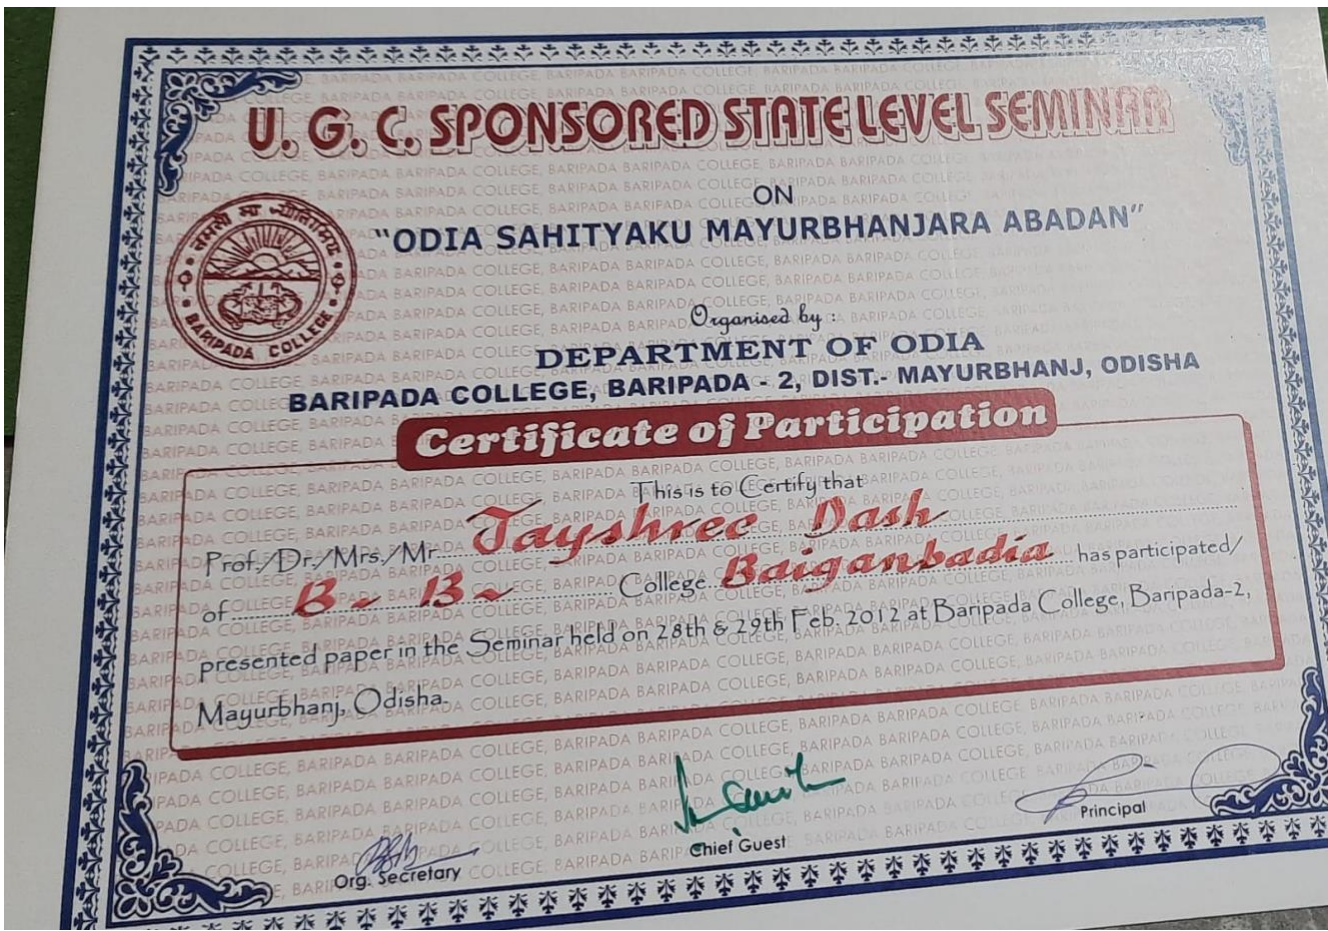 U. G. C. SPONSORED STATE LEVEL SEMINAR
ON
"ODIA SAHITYAKU MAYURBHANJARA ABADAN"
BARIPADA COLLEGE
Organised by :
DEPARTMENT OF ODIA
BARIPADA COLLEGE, BARIPADA - 2, DIST.- MAYURBHANJ, ODISHA
Certificate of Participation
This is to Certify that
Prof./Dr./Mrs./Mr. Jayshree Dash
of B. B. College Baiganbadia has participated/
presented paper in the Seminar held on 28th & 29th Feb. 2012 at Baripada College, Baripada-2,
Mayurbhanj, Odisha.
Org. Secretary
Chief Guest
Principal